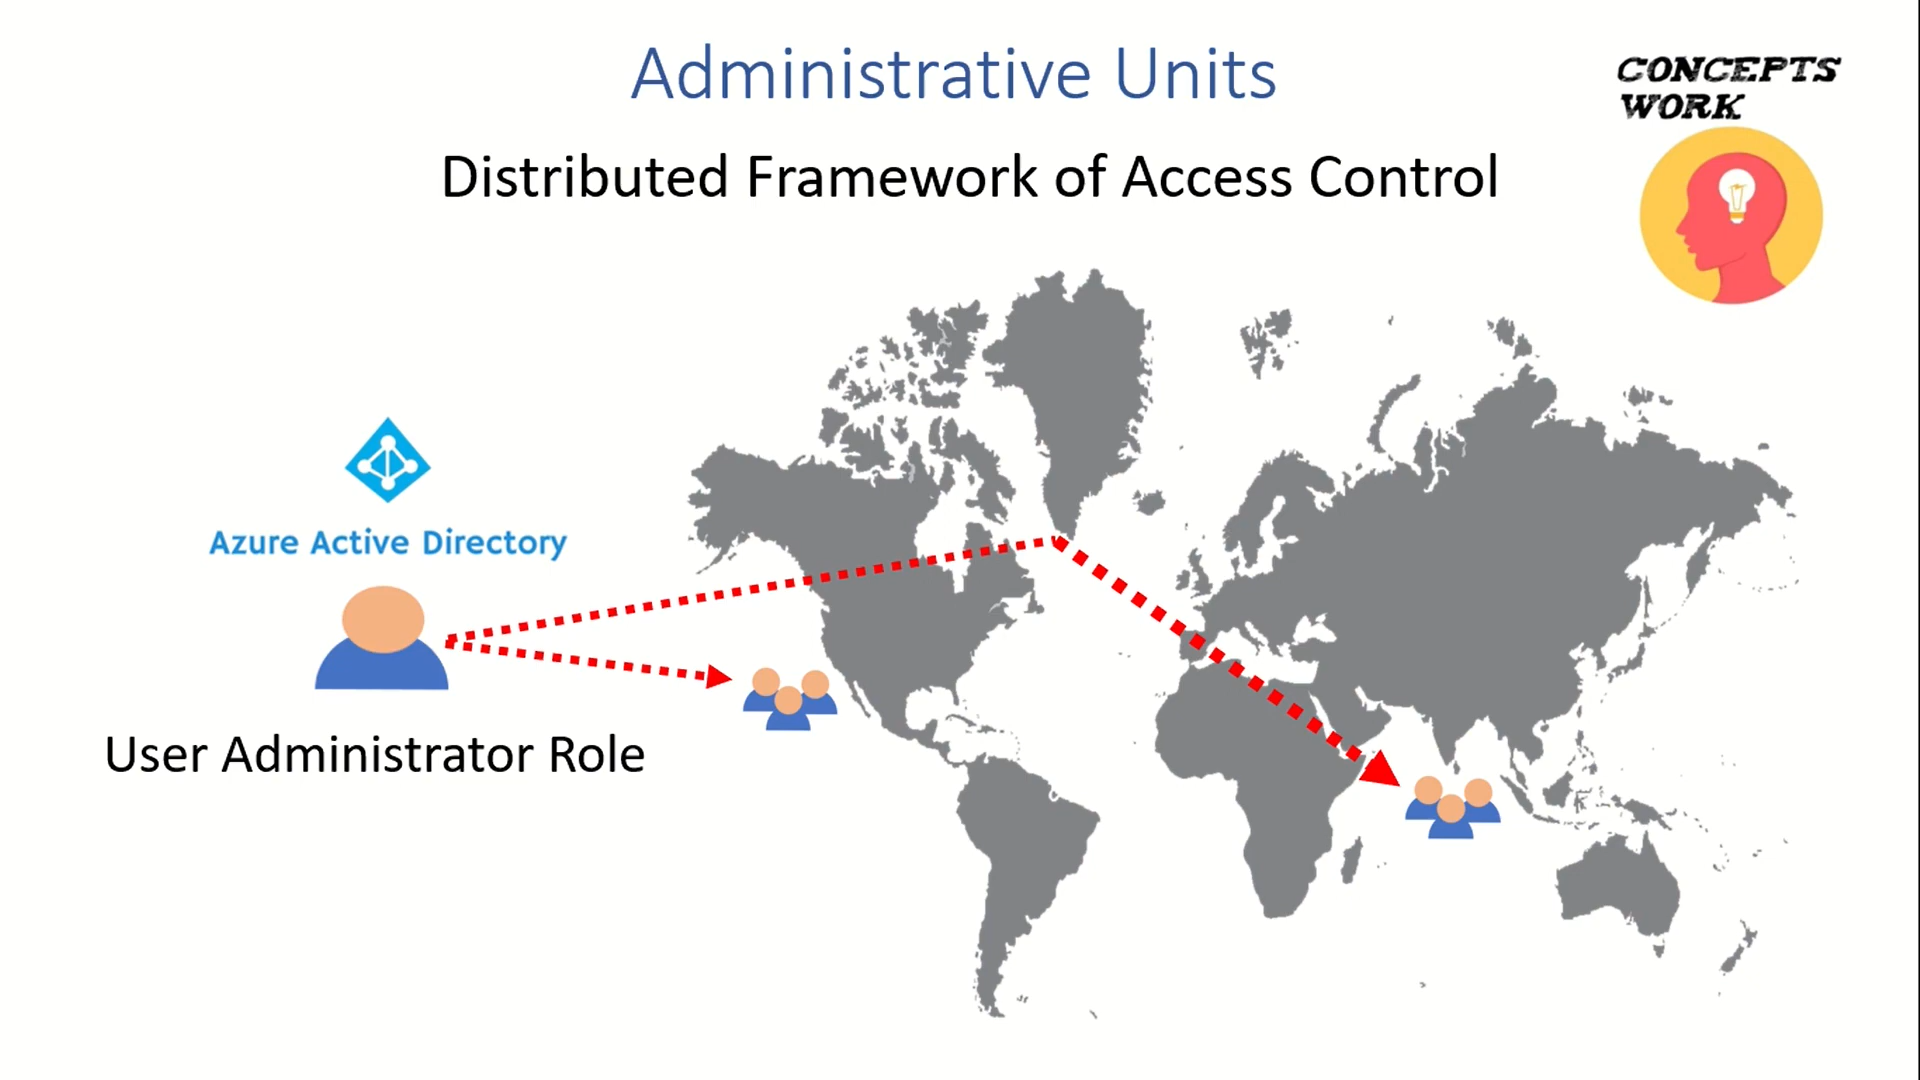 Administrative Units
CONCEPTS
WORK
Distributed Framework of Access Control
Azure Active Directory
User Administrator Role